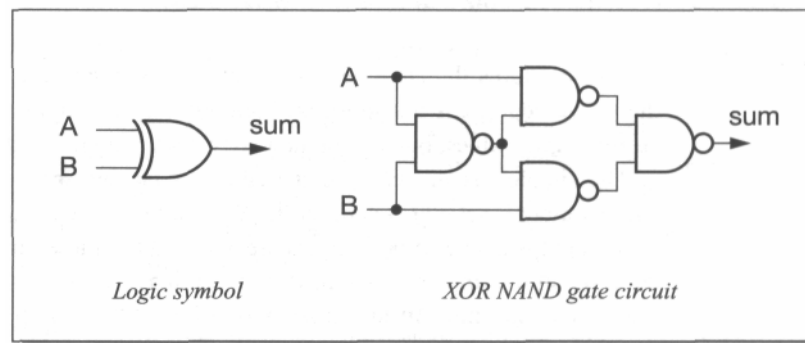 A
B
sum
Logic symbol
A
B
sum
XOR NAND gate circuit